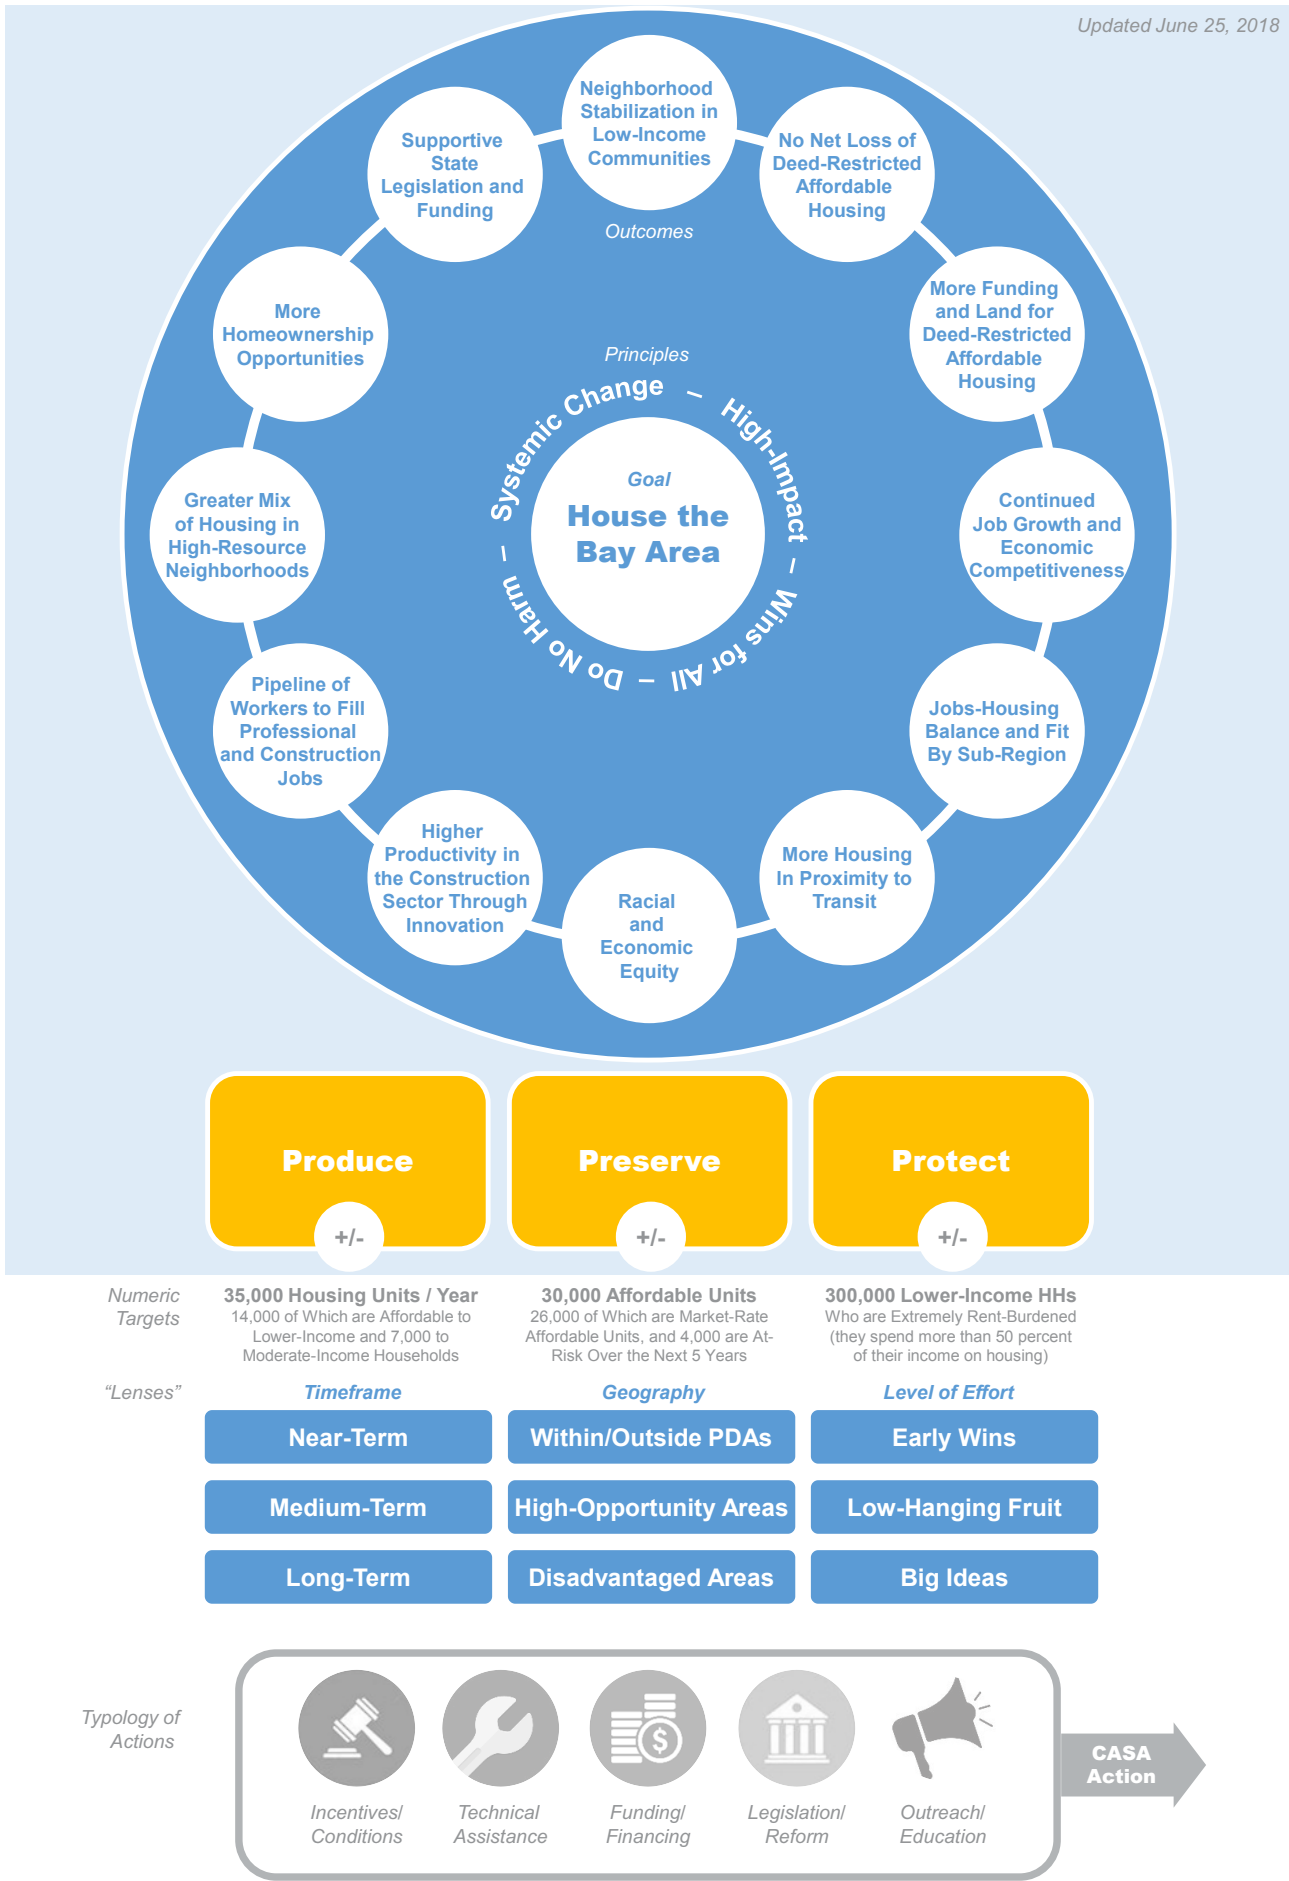 Updated June 25, 2018
Neighborhood
Stabilization in
Low-Income
Communities
No Net Loss of
Deed-Restricted
Affordable
Housing
More Funding
and Land for
Deed-Restricted
Affordable
Housing
Continued
Job Growth and
Economic
Competitiveness
Jobs-Housing
Balance and Fit
By Sub-Region
More Housing
In Proximity to
Transit
Racial
and
Economic
Equity
Higher
Productivity in
the Construction
Sector Through
Innovation
Pipeline of
Workers to Fill
Professional
and Construction
Jobs
Greater Mix
of Housing in
High-Resource
Neighborhoods
More
Homeownership
Opportunities
Supportive
State
Legislation and
Funding
Outcomes
Principles
Systemic Change – High-Impact – Wins for All – Do No Harm –
Goal
House the
Bay Area
Produce
+/-
Preserve
+/-
Protect
+/-
Numeric
Targets
35,000 Housing Units / Year
14,000 of Which are Affordable to
Lower-Income and 7,000 to
Moderate-Income Households
30,000 Affordable Units
26,000 of Which are Market-Rate
Affordable Units, and 4,000 are At-
Risk Over the Next 5 Years
300,000 Lower-Income HHs
Who are Extremely Rent-Burdened
(they spend more than 50 percent
of their income on housing)
“Lenses”
Timeframe
Near-Term
Medium-Term
Long-Term
Geography
Within/Outside PDAs
High-Opportunity Areas
Disadvantaged Areas
Level of Effort
Early Wins
Low-Hanging Fruit
Big Ideas
Typology of
Actions
$
Incentives/
Conditions
Technical
Assistance
Funding/
Financing
Legislation/
Reform
Outreach/
Education
CASA
Action